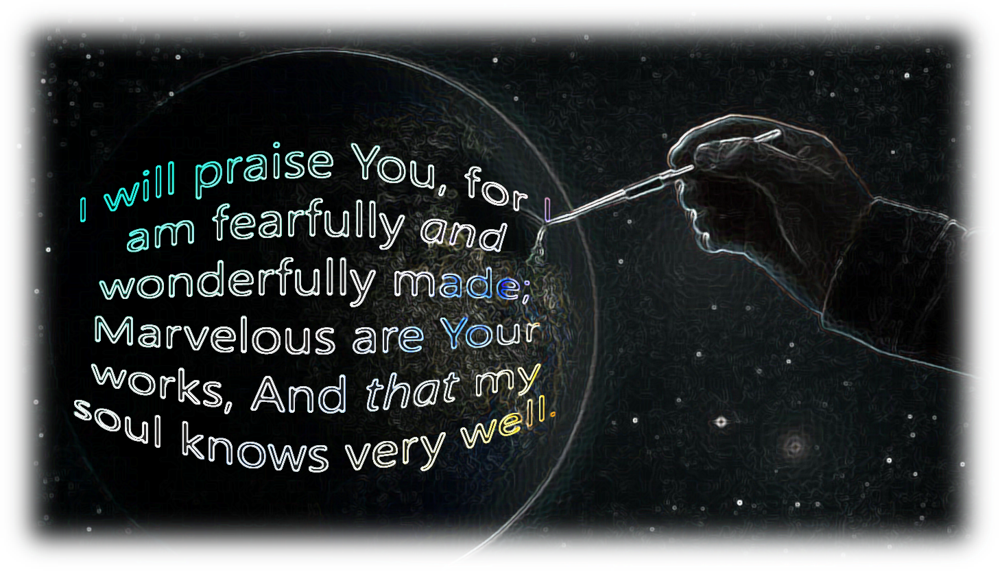 I will praise You, for I
am fearfully and
wonderfully made;
Marvelous are Your
works, And that my
soul knows very well.